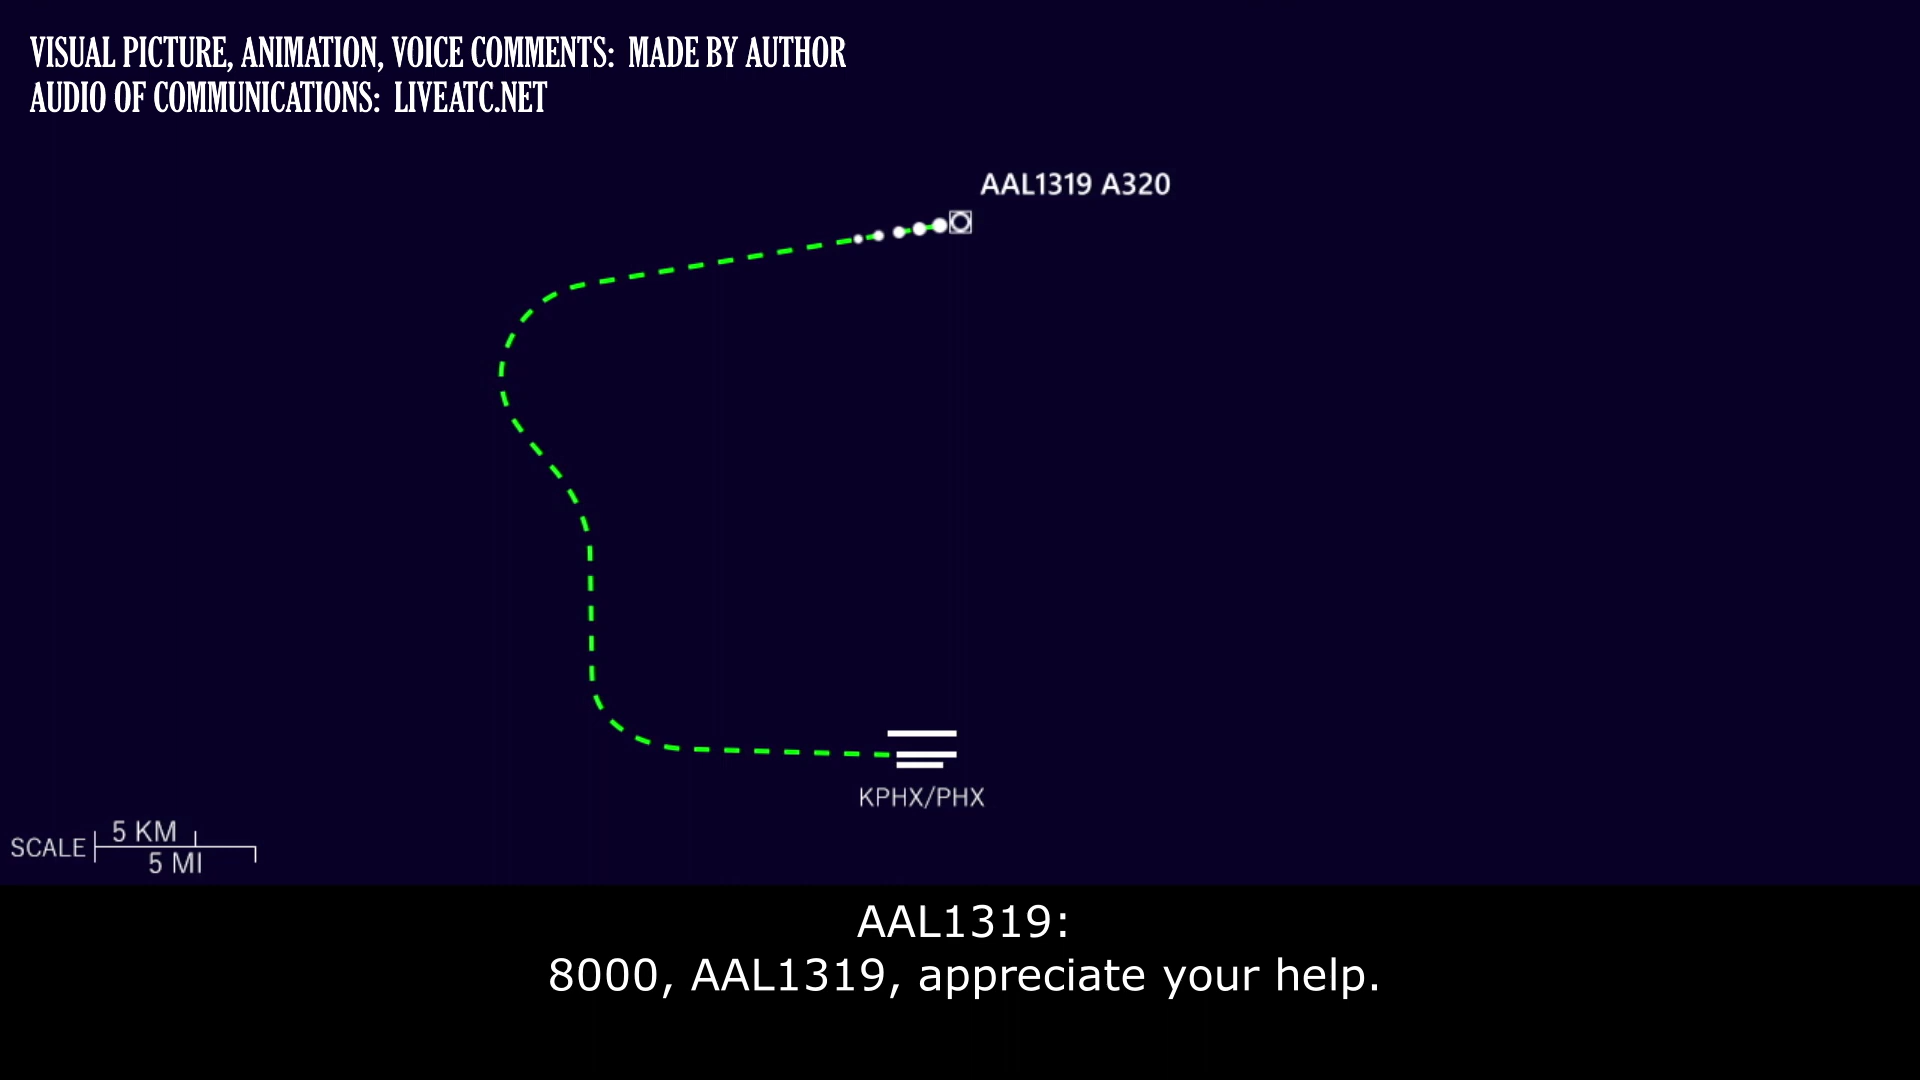 VISUAL PICTURE, ANIMATION, VOICE COMMENTS: MADE BY AUTHOR
AUDIO OF COMMUNICATIONS: LIVEATC.NET
AAL1319 A320
KPHX/PHX
5 KM
SCALE
5 MI
AAL1319:
8000, AAL1319, appreciate your help.